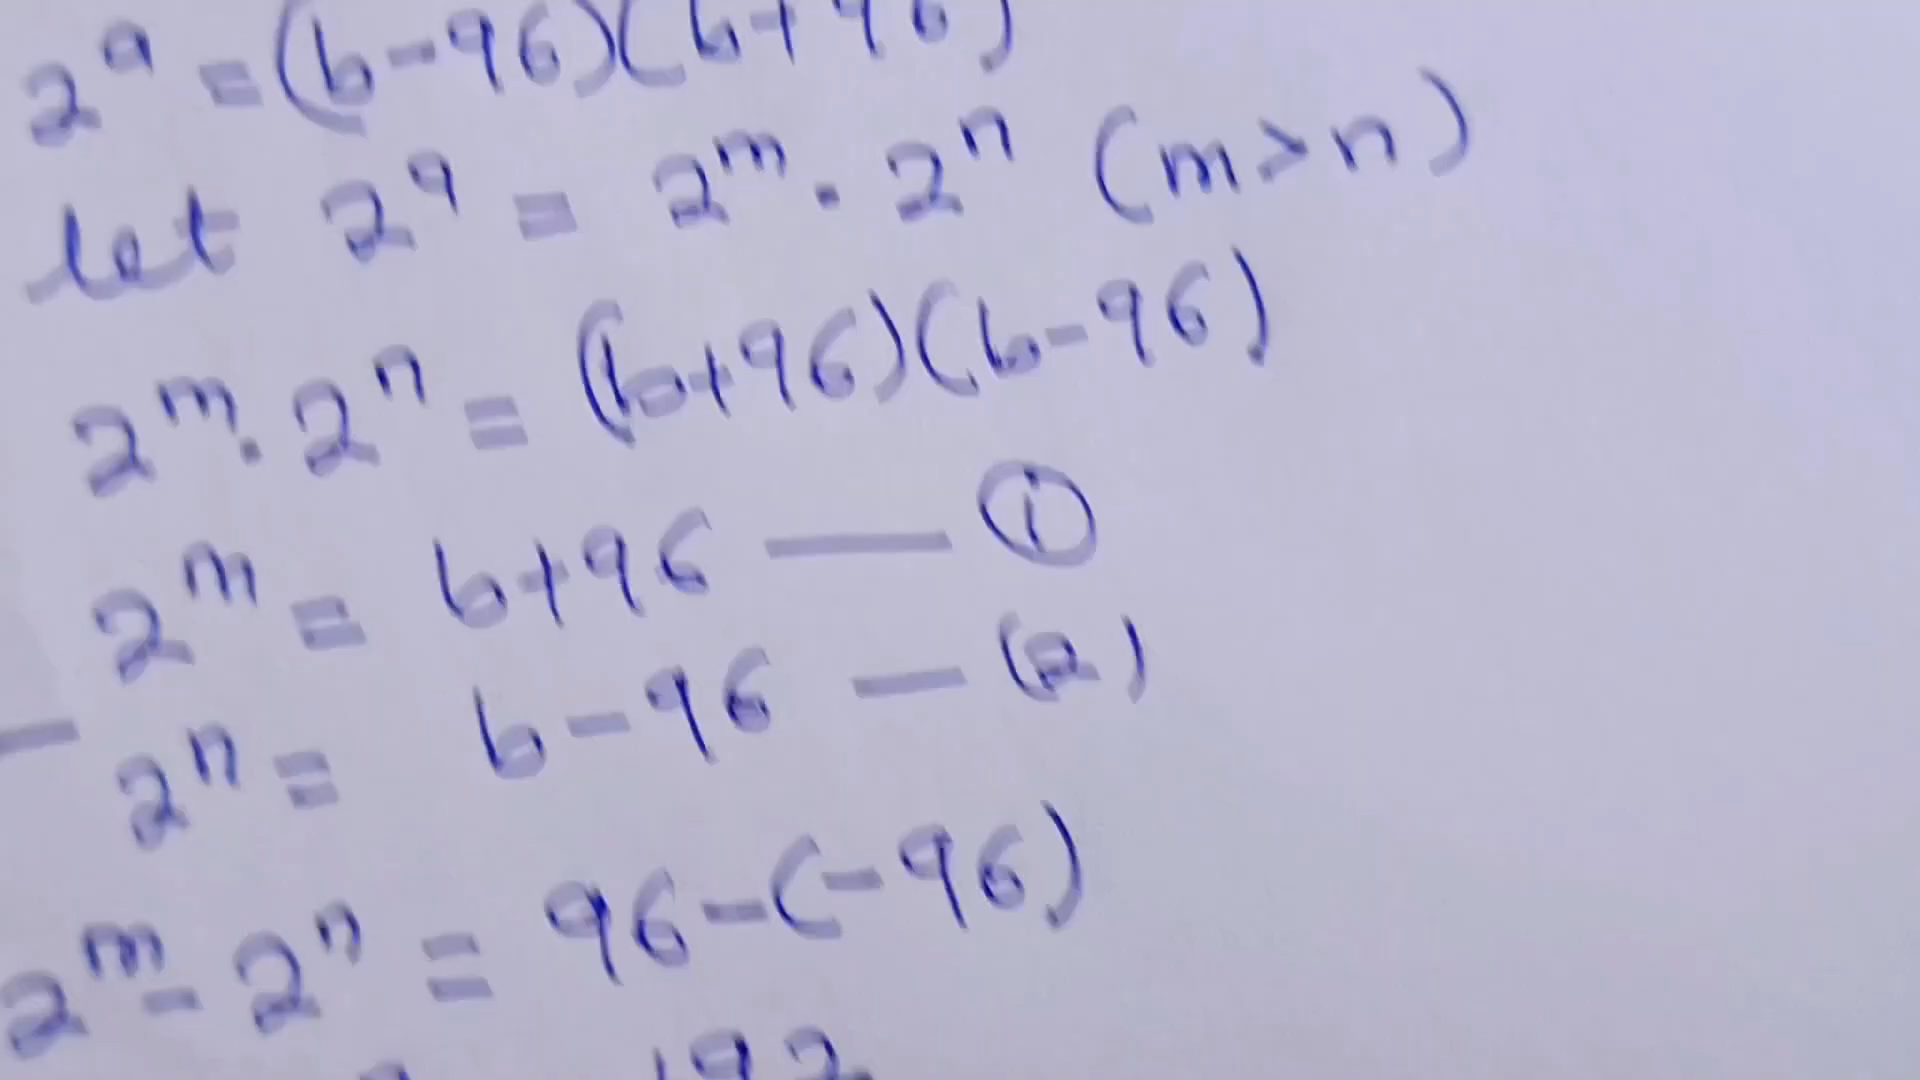 2^a = (b-96)(b+96)
let 2^a = 2^m . 2^n (m>n)
2^m . 2^n = (b+96)(b-96)
2^m = b+96 — ①
2^n = b-96 — (2)
2^m - 2^n = 96-(-96)
192